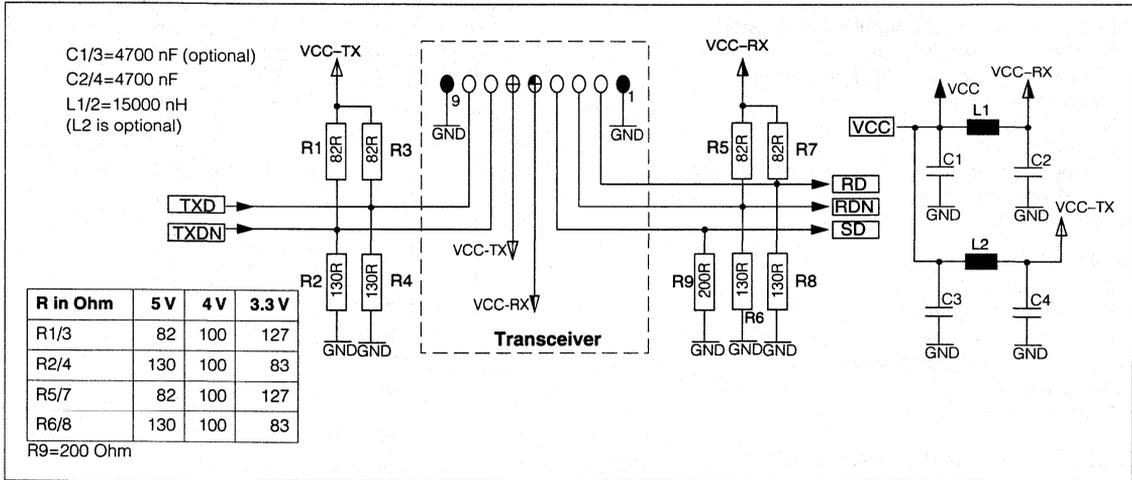 C1/3=4700 nF (optional)
C2/4=4700 nF
L1/2=15000 nH
(L2 is optional)
VCC–TX
R1
82R
82R
R3
TXD
TXDN
R2
130R
130R
R4
GND
GND
9
1
GND
GND
VCC-TX
VCC-RX
Transceiver
VCC–RX
R5
82R
82R
R7
RD
RDN
SD
R9
200R
130R
R6
130R
R8
GND
GND
GND
VCC
VCC
L1
VCC–RX
C1
C2
GND
GND
VCC–TX
L2
C3
C4
GND
GND
R in Ohm 5 V 4 V 3.3 V
R1/3 82 100 127
R2/4 130 100 83
R5/7 82 100 127
R6/8 130 100 83
R9=200 Ohm